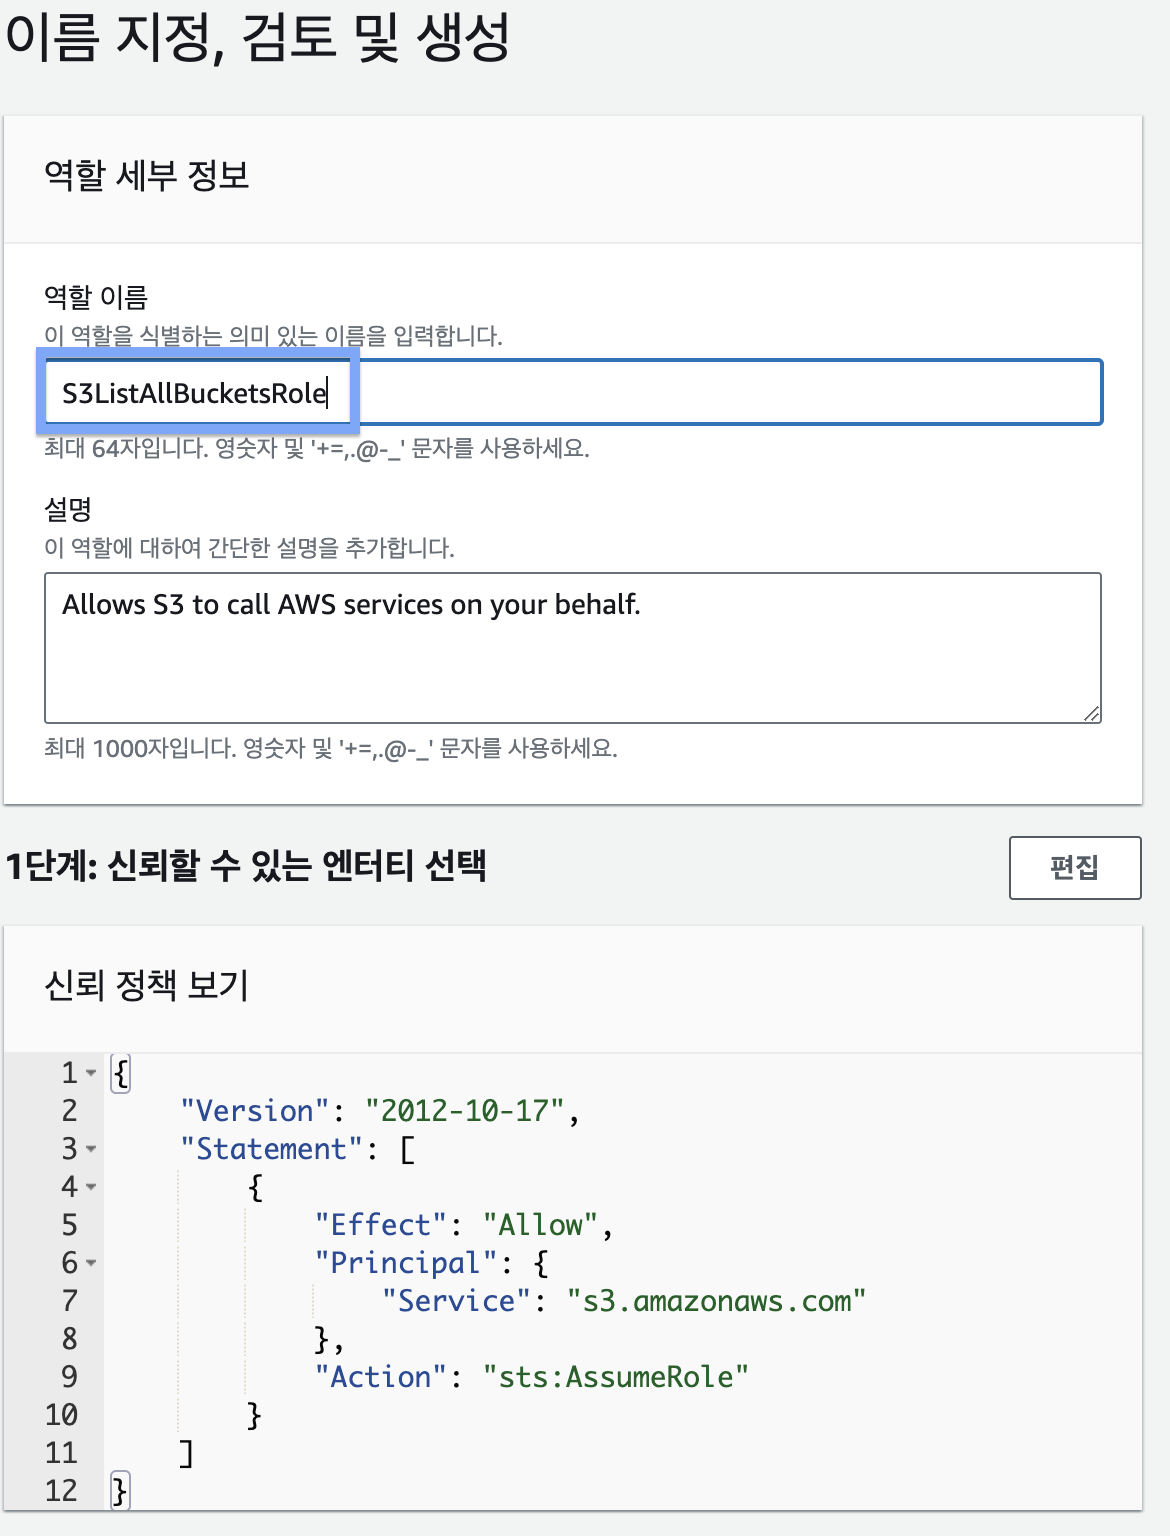 이름 지정, 검토 및 생성
역할 세부 정보
역할 이름
이 역할을 식별하는 의미 있는 이름을 입력합니다.
S3ListAllBucketsRole
최대 64자입니다. 영숫자 및 '+=,.@-_' 문자를 사용하세요.
설명
이 역할에 대하여 간단한 설명을 추가합니다.
Allows S3 to call AWS services on your behalf.
최대 1000자입니다. 영숫자 및 '+=,.@-_' 문자를 사용하세요.
1단계: 신뢰할 수 있는 엔터티 선택
편집
신뢰 정책 보기
1 {
2     "Version": "2012-10-17",
3     "Statement": [
4         {
5             "Effect": "Allow",
6             "Principal": {
7                 "Service": "s3.amazonaws.com"
8             },
9             "Action": "sts:AssumeRole"
10         }
11     ]
12 }